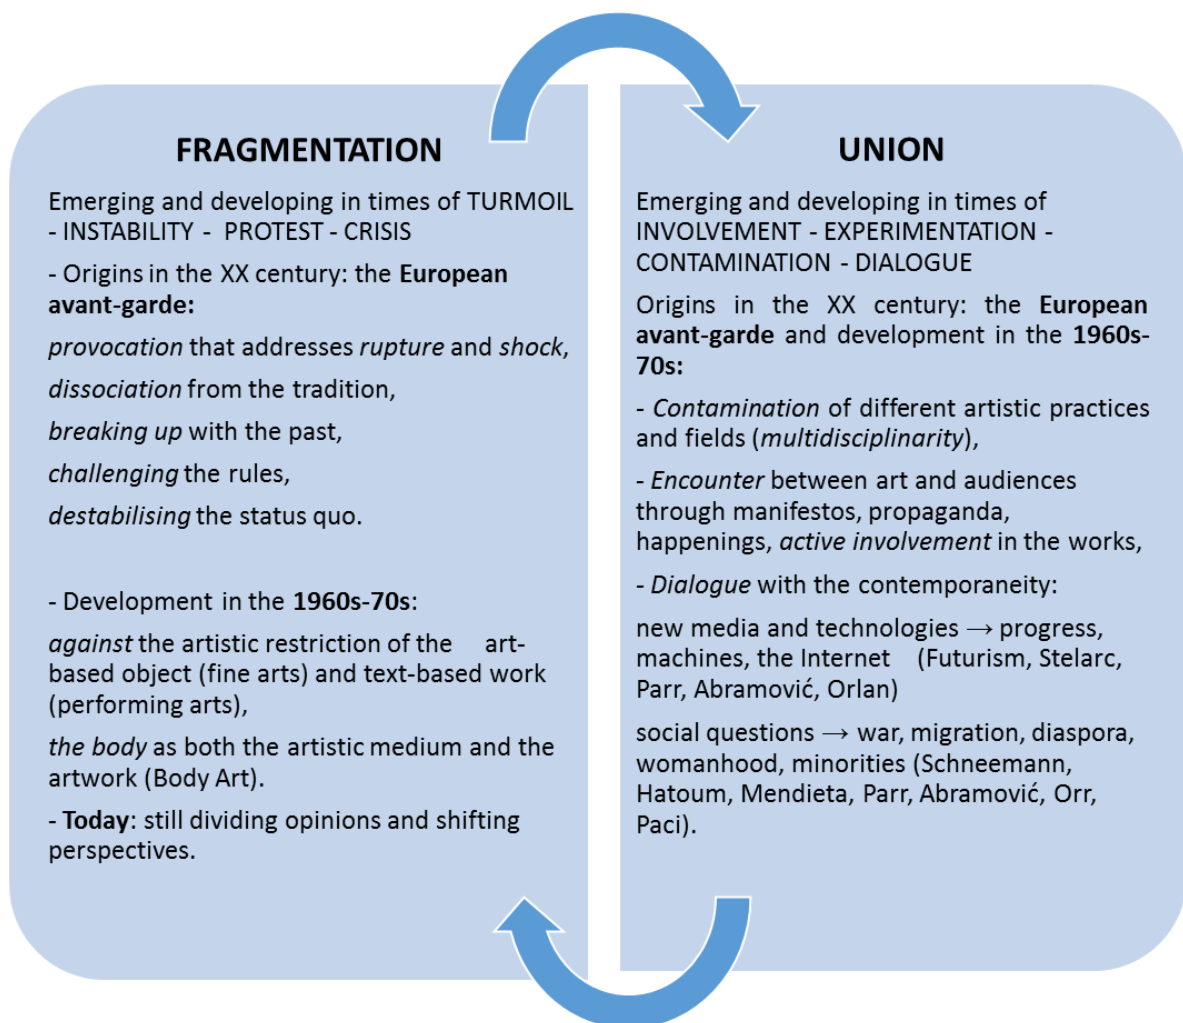 FRAGMENTATION
Emerging and developing in times of TURMOIL
- INSTABILITY - PROTEST - CRISIS
- Origins in the XX century: the European
avant-garde:
provocation that addresses rupture and shock,
dissociation from the tradition,
breaking up with the past,
challenging the rules,
destabilising the status quo.
- Development in the 1960s-70s:
against the artistic restriction of the art-
based object (fine arts) and text-based work
(performing arts),
the body as both the artistic medium and the
artwork (Body Art).
- Today: still dividing opinions and shifting
perspectives.
UNION
Emerging and developing in times of
INVOLVEMENT - EXPERIMENTATION -
CONTAMINATION - DIALOGUE
Origins in the XX century: the European
avant-garde and development in the 1960s-
70s:
- Contamination of different artistic practices
and fields (multidisciplinarity),
- Encounter between art and audiences
through manifestos, propaganda,
happenings, active involvement in the works,
- Dialogue with the contemporaneity:
new media and technologies → progress,
machines, the Internet (Futurism, Stelarc,
Parr, Abramović, Orlan)
social questions → war, migration, diaspora,
womanhood, minorities (Schneemann,
Hatoum, Mendieta, Parr, Abramović, Orr,
Paci).